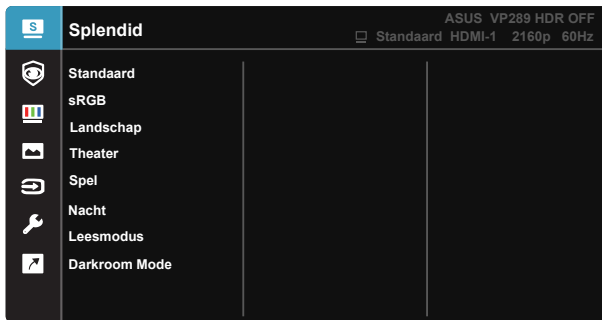 S
Splendid
ASUS VP289 HDR OFF
Standaard HDMI-1 2160p 60Hz
Standaard
sRGB
Landschap
Theater
Spel
Nacht
Leesmodus
Darkroom Mode